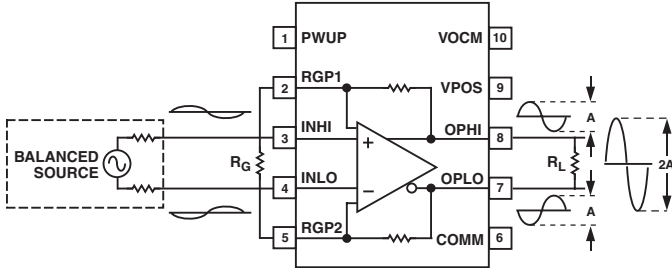 1 PWUP VOCM 10
2 RGP1 VPOS 9
3 INHI OPHI 8
4 INLO OPLO 7
5 RGP2 COMM 6
BALANCED
SOURCE
RG
+
−
RL
A
A
2A